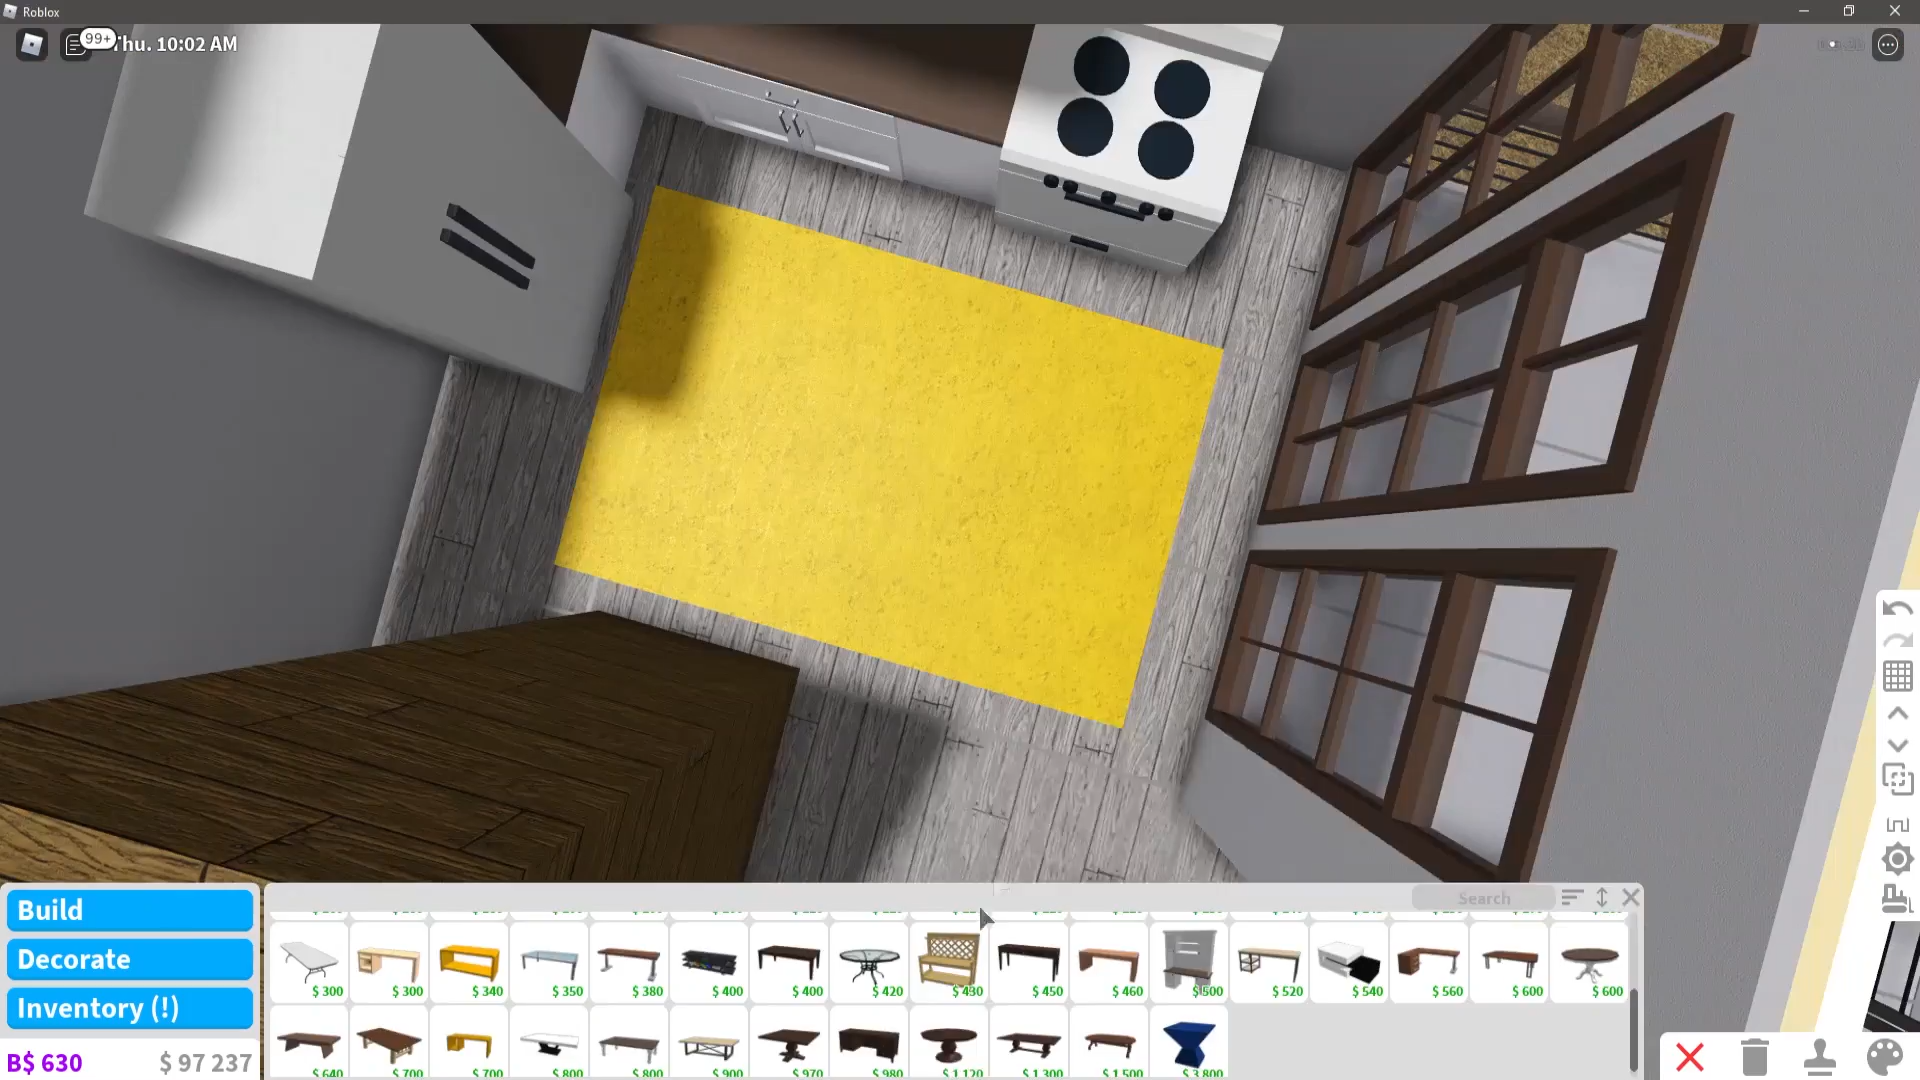 Roblox
99+
Thu. 10:02 AM
Build
Decorate
Inventory (!)
B$ 630
$ 97 237
Search
$ 300
$ 300
$ 340
$ 350
$ 380
$ 400
$ 400
$ 420
$ 430
$ 450
$ 460
$ 500
$ 520
$ 540
$ 560
$ 600
$ 600
$ 640
$ 700
$ 700
$ 800
$ 800
$ 900
$ 970
$ 980
$ 1 120
$ 1 300
$ 1 500
$ 3 800